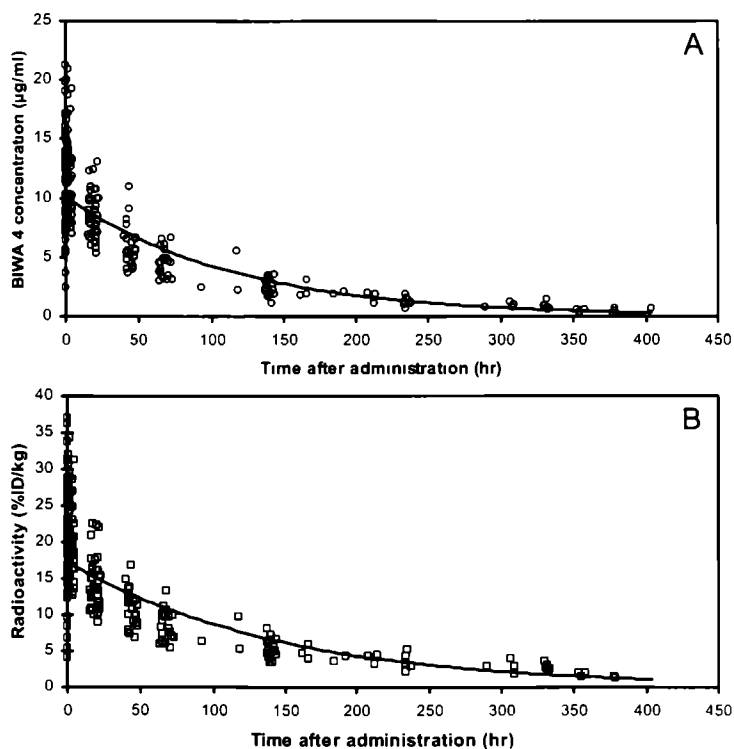 25
20
15
10
5
0
BIWA 4 concentration (µg/ml)
A
0 50 100 150 200 250 300 350 400 450
Time after administration (hr)
40
35
30
25
20
15
10
5
0
Radioactivity (%ID/kg)
B
0 50 100 150 200 250 300 350 400 450
Time after administration (hr)